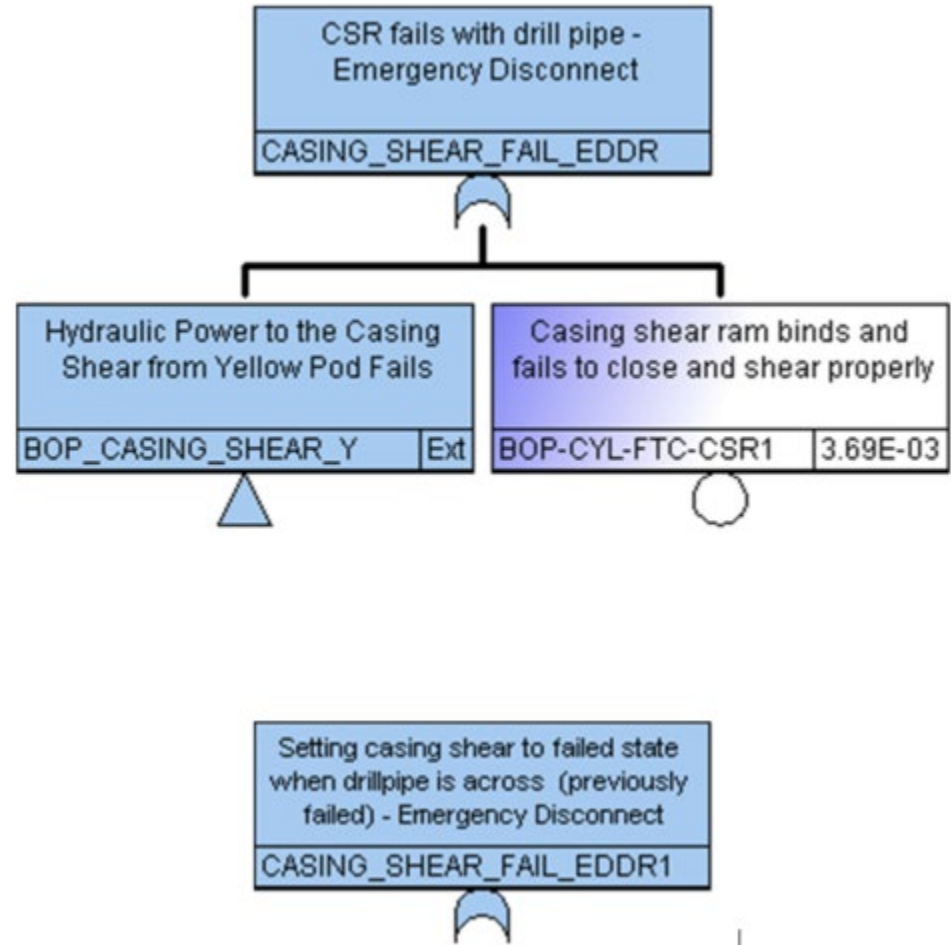 CSR fails with drill pipe -
Emergency Disconnect
CASING_SHEAR_FAIL_EDDR
Hydraulic Power to the Casing
Shear from Yellow Pod Fails
BOP_CASING_SHEAR_Y Ext
Casing shear ram binds and
fails to close and shear properly
BOP-CYL-FTC-CSR1 3.69E-03
Setting casing shear to failed state
when drillpipe is across (previously
failed) - Emergency Disconnect
CASING_SHEAR_FAIL_EDDR1